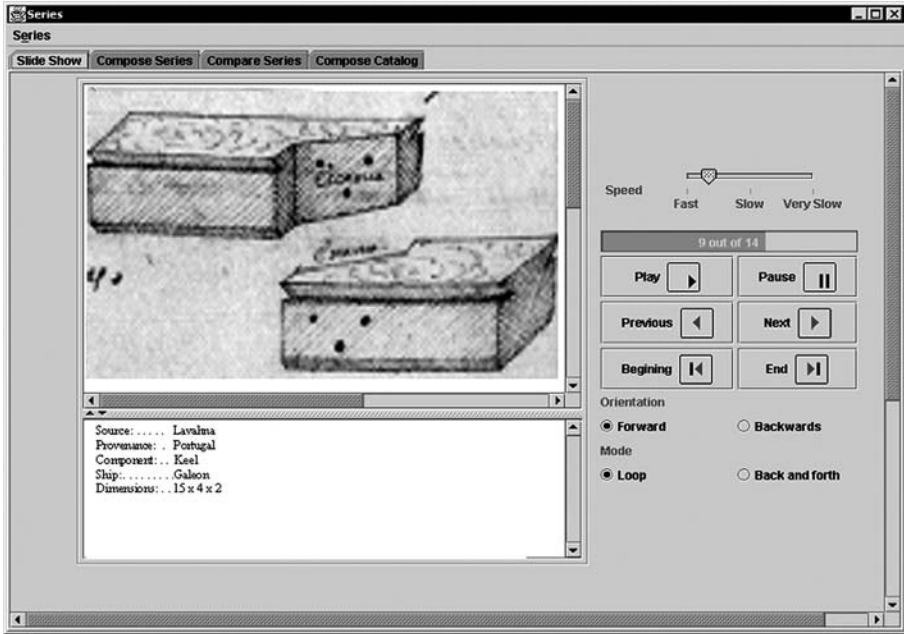 Series
Series
Slide Show Compose Series Compare Series Compose Catalog
Speed
Fast Slow Very Slow
9 out of 14
Play Pause
Previous Next
Begining End
Orientation
Forward Backwards
Mode
Loop Back and forth
Source: . . . . . Lavahna
Provenance: . Portugal
Component: . . Keel
Ship:. . . . . . . . Galeon
Dimensions: . . 15 x 4 x 2